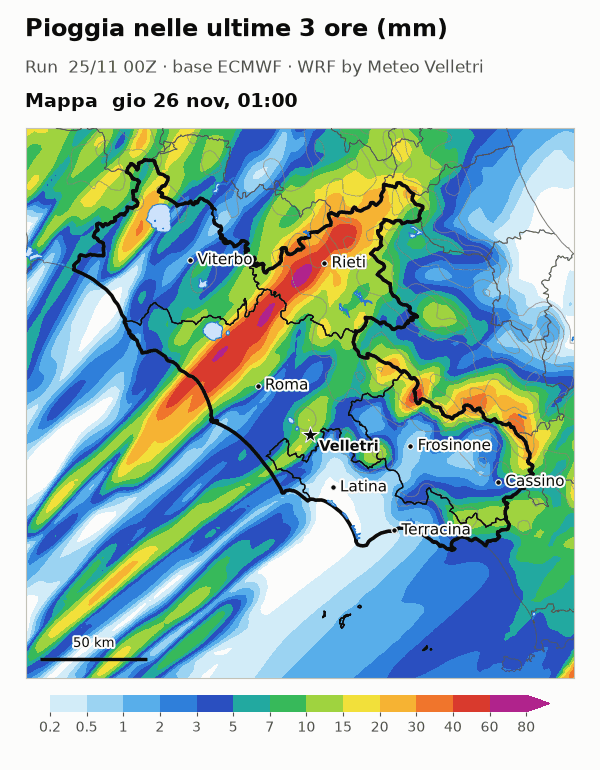 Pioggia nelle ultime 3 ore (mm)
Run 25/11 00Z · base ECMWF · WRF by Meteo Velletri
Mappa gio 26 nov, 01:00
Viterbo
Rieti
Roma
Velletri
Frosinone
Cassino
Latina
Terracina
50 km
0.2 0.5 1 2 3 5 7 10 15 20 30 40 60 80